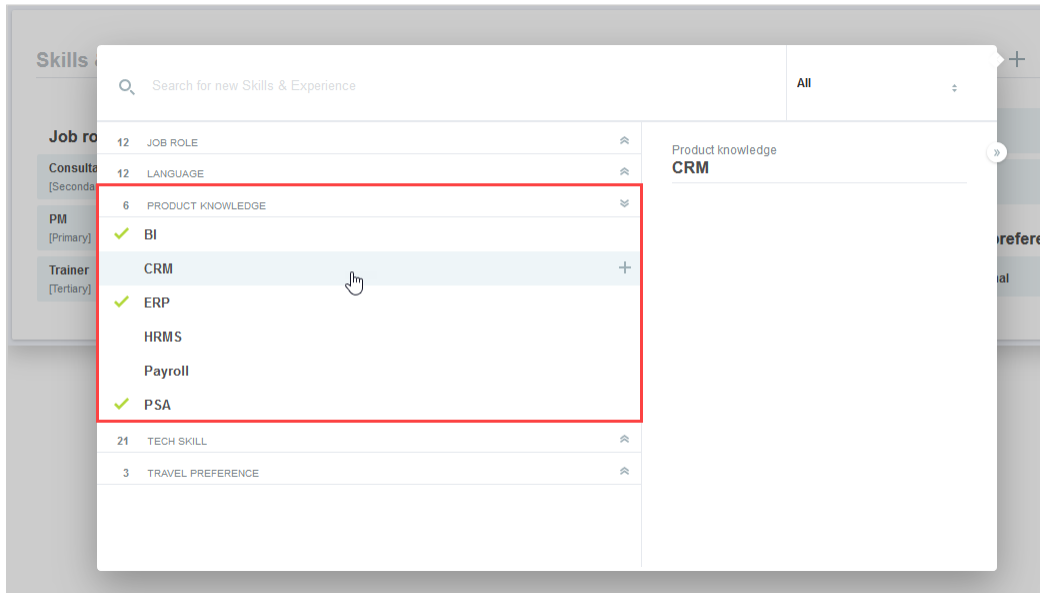 Skills
Search for new Skills & Experience
All
Job ro
Consulta
[Seconda
PM
[Primary]
Trainer
[Tertiary]
12 JOB ROLE
12 LANGUAGE
6 PRODUCT KNOWLEDGE
BI
CRM
ERP
HRMS
Payroll
PSA
21 TECH SKILL
3 TRAVEL PREFERENCE
Product knowledge
CRM
prefere
nal